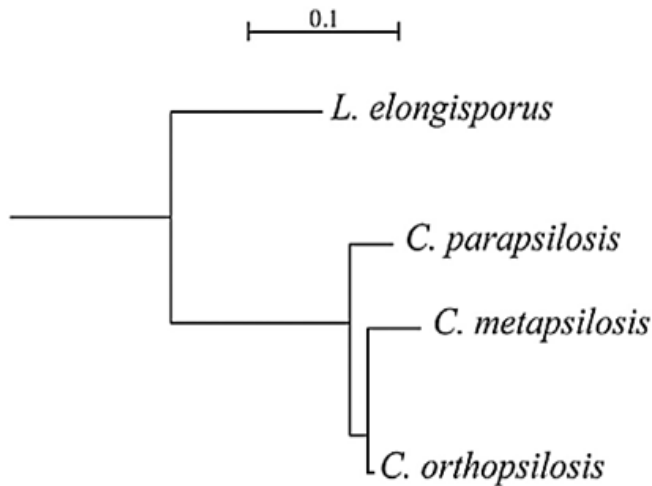 0.1
L. elongisporus
C. parapsilosis
C. metapsilosis
C. orthopsilosis